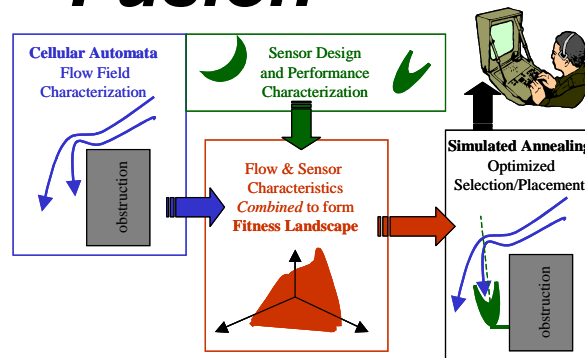 Fusion
Cellular Automata
Flow Field
Characterization
obstruction
Sensor Design
and Performance
Characterization
Flow & Sensor
Characteristics
Combined to form
Fitness Landscape
Simulated Annealing
Optimized
Selection/Placement
obstruction